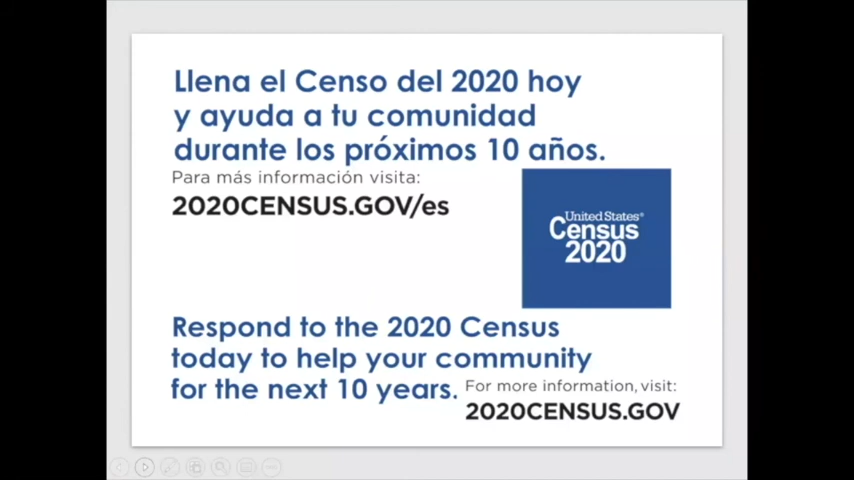 Llena el Censo del 2020 hoy
y ayuda a tu comunidad
durante los próximos 10 años.
Para más información visita:
2020CENSUS.GOV/es
United States®
Census
2020
Respond to the 2020 Census
today to help your community
for the next 10 years.
For more information, visit:
2020CENSUS.GOV